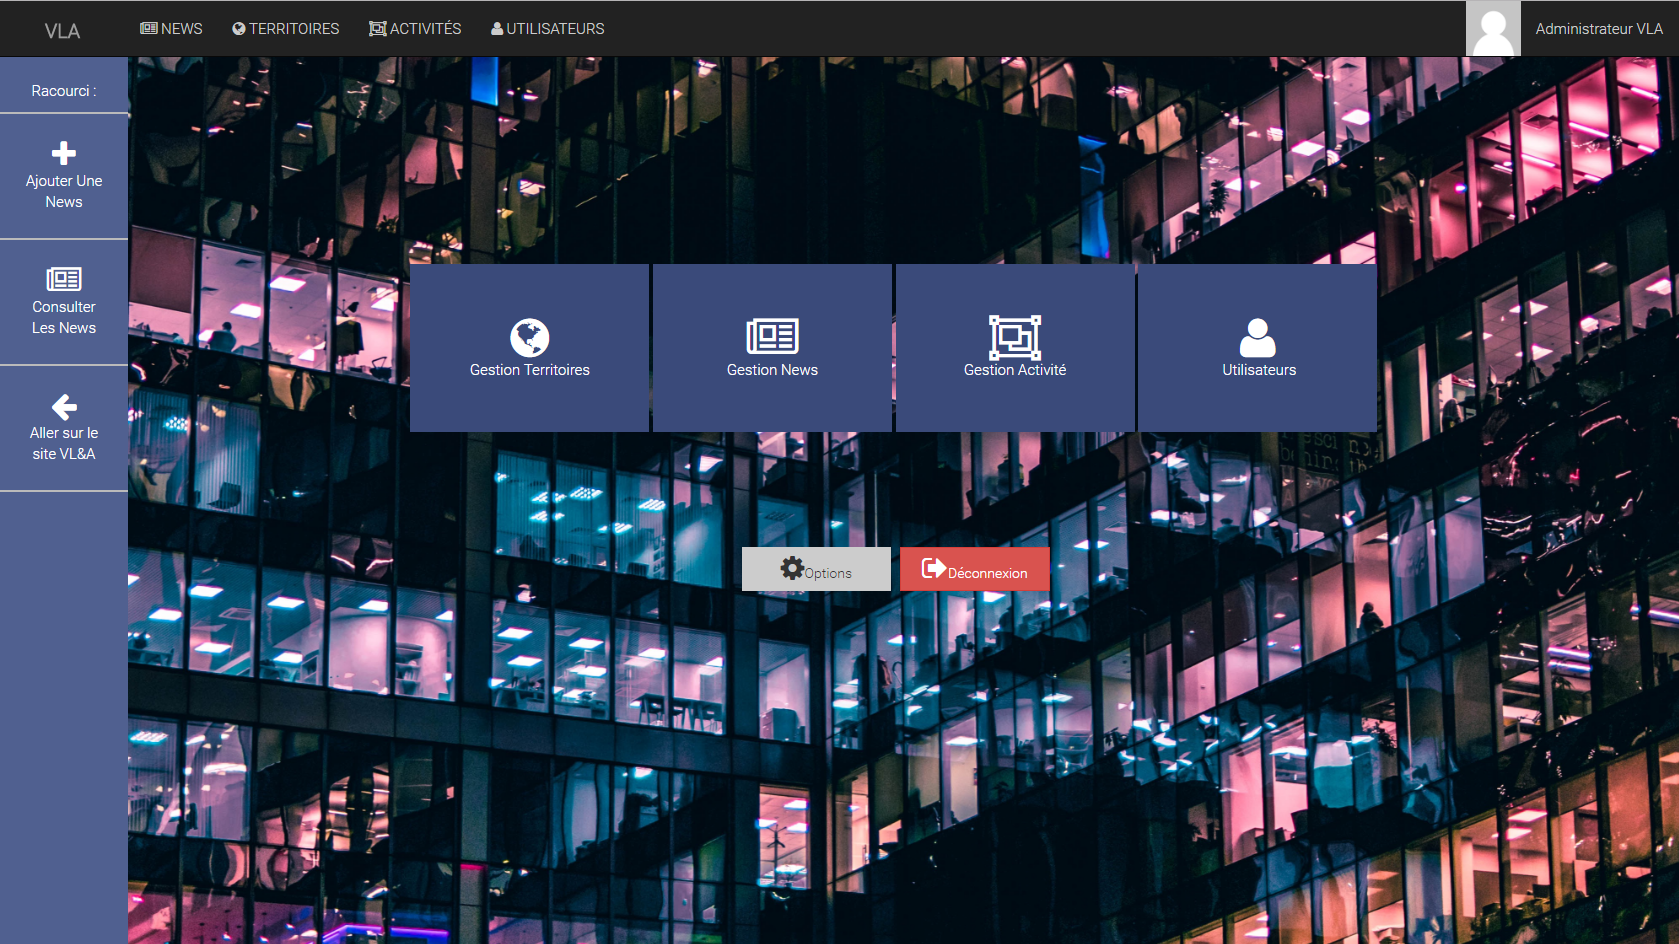 VLA
NEWS
TERRITOIRES
ACTIVITÉS
UTILISATEURS
Administrateur VLA
Racourci :
Ajouter Une
News
Consulter
Les News
Aller sur le
site VL&A
Gestion Territoires
Gestion News
Gestion Activité
Utilisateurs
Options
Déconnexion